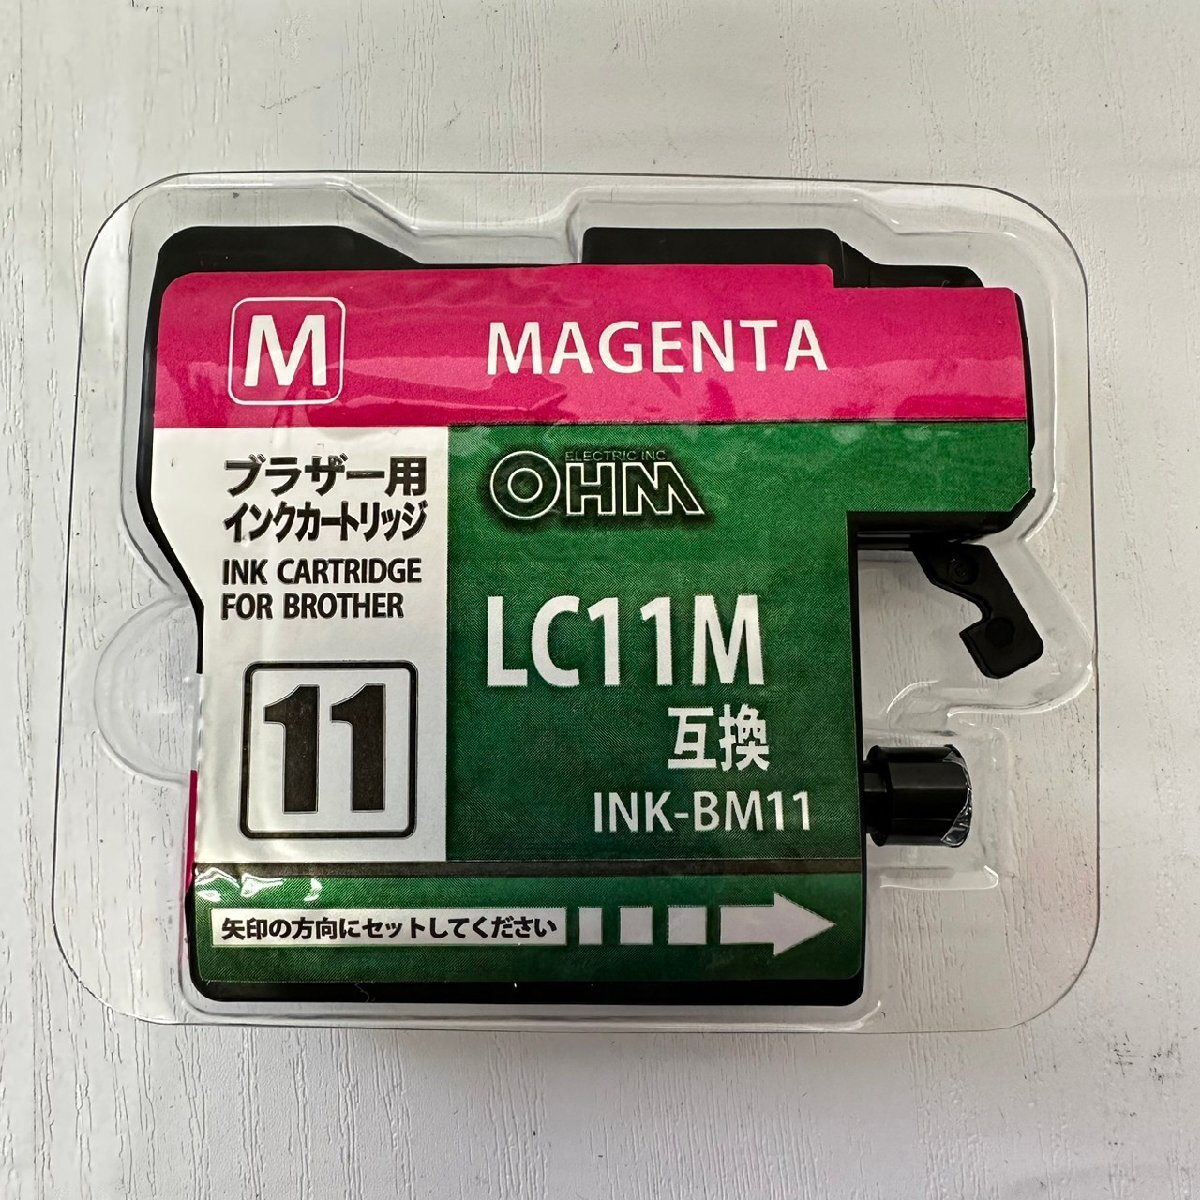 M
MAGENTA
ブラザー用
インクカートリッジ
INK CARTRIDGE
FOR BROTHER
11
ELECTRIC INC
OHM
LC11M
互換
INK-BM11
矢印の方向にセットしてください